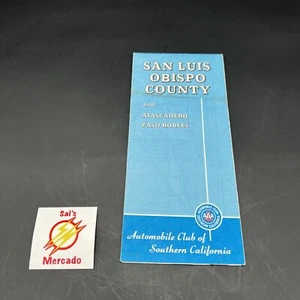 SAN LUIS
OBISPO
COUNTY
AND
ATASCADERO
PASO ROBLES
Automobile Club of
Southern California
Sal's
Mercado